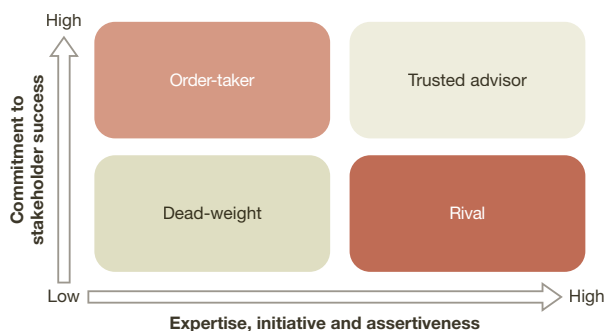 High
Order-taker
Trusted advisor
Commitment to
stakeholder success
Dead-weight
Rival
Low
High
Expertise, initiative and assertiveness